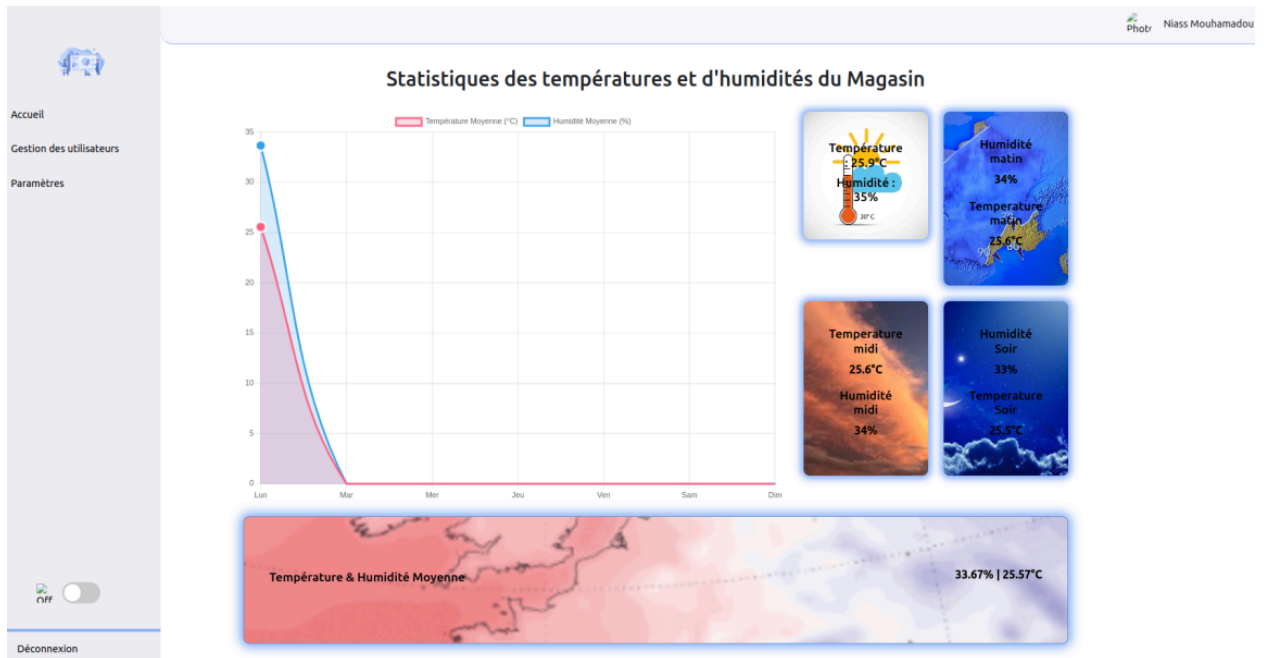 Photo
Niass Mouhamadou
Accueil
Gestion des utilisateurs
Paramètres
Off
Déconnexion
Statistiques des températures et d'humidités du Magasin
Température Moyenne (°C) Humidité Moyenne (%)
35
30
25
20
15
10
5
0
Lun Mar Mer Jeu Ven Sam Dim
Température
: 25.9°C
Humidité :
35%
20° C
Humidité
matin
34%
Temperature
matin
25.6°C
Temperature
midi
25.6°C
Humidité
midi
34%
Humidité
Soir
33%
Temperature
Soir
25.5°C
Température & Humidité Moyenne
33.67% | 25.57°C